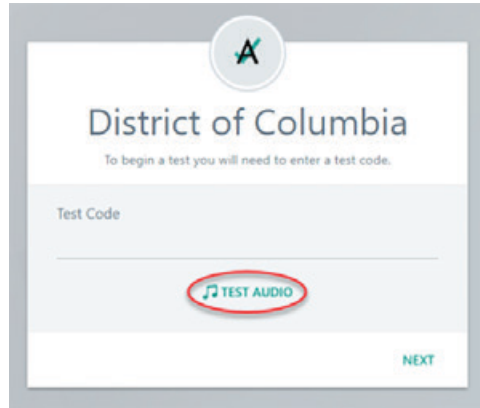 District of Columbia
To begin a test you will need to enter a test code.
Test Code
TEST AUDIO
NEXT